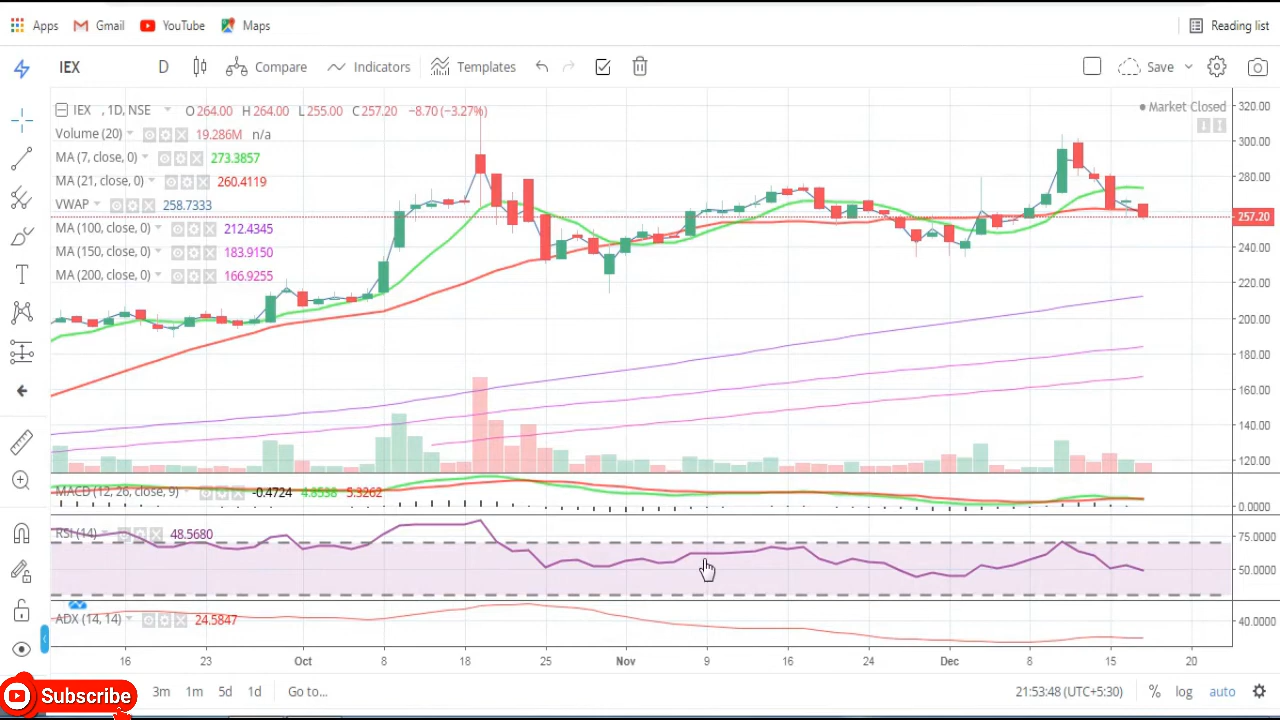 Apps Gmail YouTube Maps Reading list
IEX D Compare Indicators Templates Save
IEX , 1D, NSE O264.00 H264.00 L255.00 C257.20 −8.70 (−3.27%)
Market Closed
Volume (20) 19.286M n/a
MA (7, close, 0) 273.3857
MA (21, close, 0) 260.4119
VWAP 258.7333
MA (100, close, 0) 212.4345
MA (150, close, 0) 183.9150
MA (200, close, 0) 166.9255
320.00
300.00
280.00
257.20
240.00
220.00
200.00
180.00
160.00
140.00
120.00
MACD (12, 26, close, 9) -0.4724 4.8538 5.3262
0.0000
RSI (14) 48.5680
75.0000
50.0000
ADX (14, 14) 24.5847
40.0000
16 23 Oct 8 18 25 Nov 9 16 24 Dec 8 15 20
Subscribe 3m 1m 5d 1d Go to... 21:53:48 (UTC+5:30) % log auto